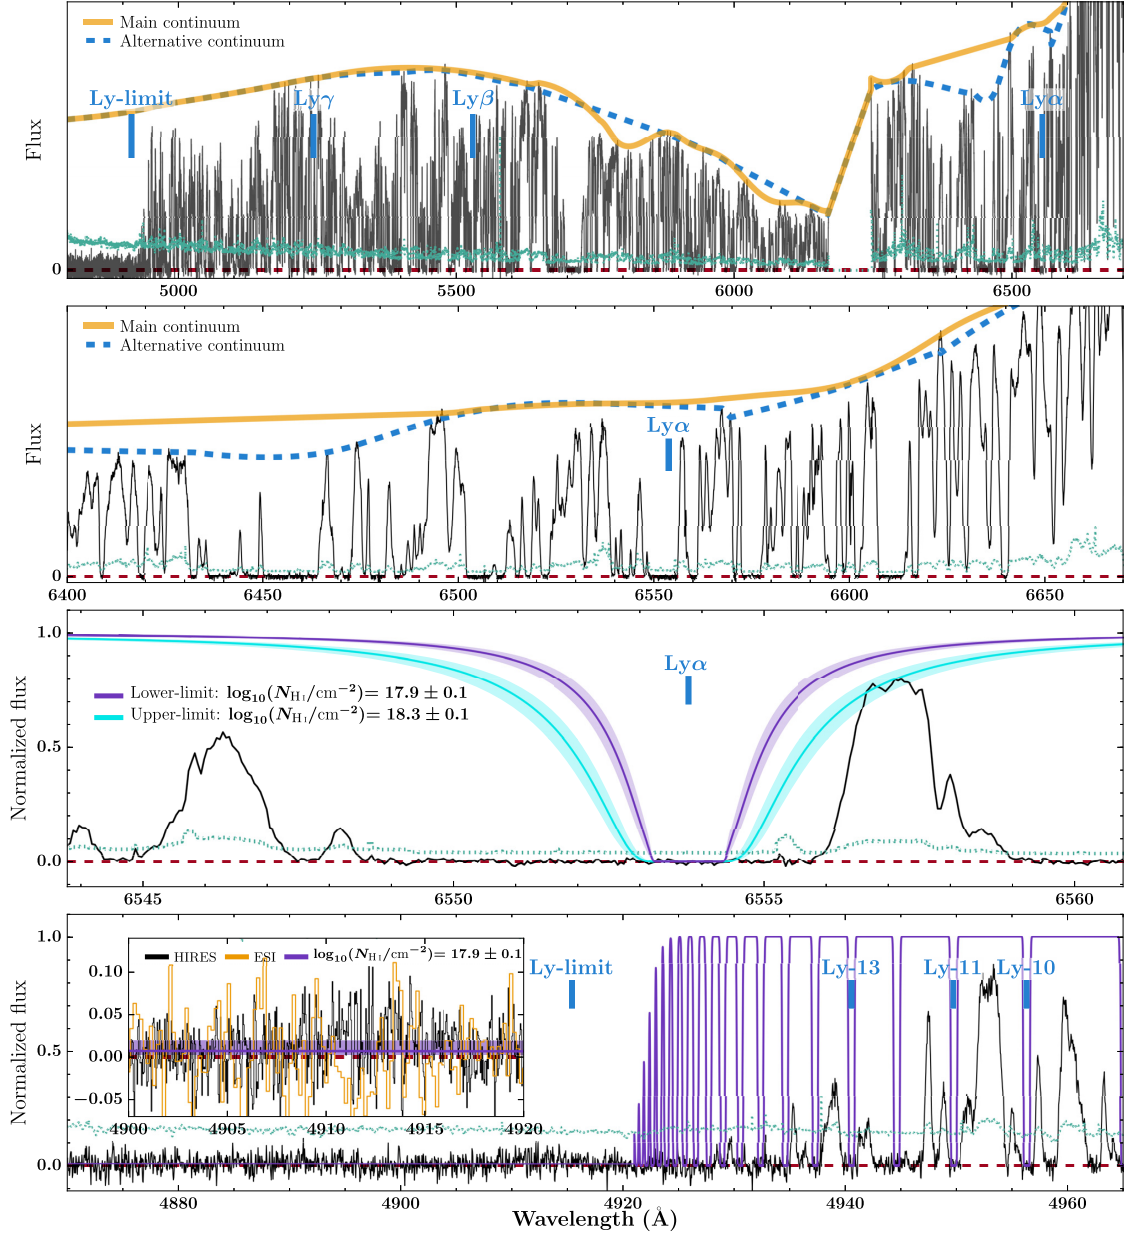 Main continuum
Alternative continuum
Ly-limit
Lyγ
Lyβ
Lyα
Flux
0
5000 5500 6000 6500
Main continuum
Alternative continuum
Lyα
Flux
0
6400 6450 6500 6550 6600 6650
1.0
Lyα
Lower-limit: log₁₀(N_HI/cm⁻²)= 17.9 ± 0.1
Upper-limit: log₁₀(N_HI/cm⁻²)= 18.3 ± 0.1
0.5
Normalized flux
0.0
6545 6550 6555 6560
1.0
HIRES ESI log₁₀(N_HI/cm⁻²)= 17.9 ± 0.1
0.10
0.05
0.00
−0.05
4900 4905 4910 4915 4920
Ly-limit
Ly-13
Ly-11
Ly-10
Normalized flux
0.5
0.0
4880 4900 4920 4940 4960
Wavelength (Å)